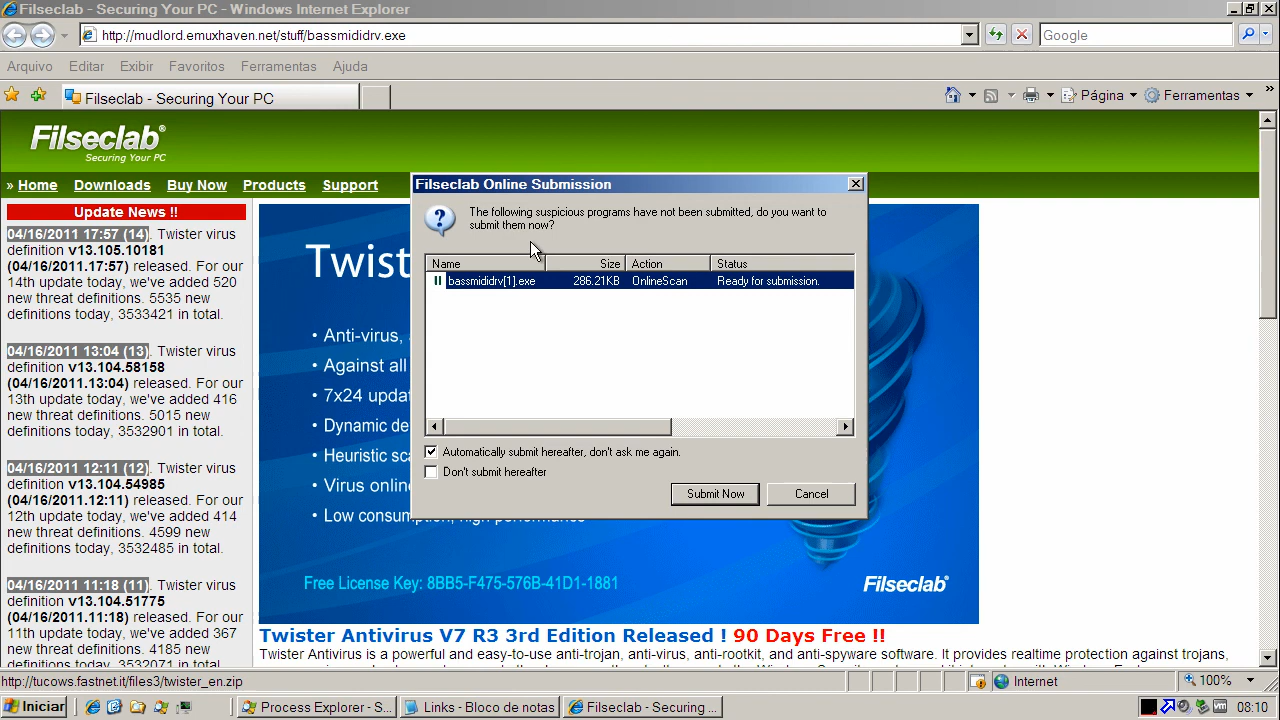 Filseclab - Securing Your PC - Windows Internet Explorer
http://mudlord.emuxhaven.net/stuff/bassmididrv.exe
Google
Arquivo Editar Exibir Favoritos Ferramentas Ajuda
Filseclab - Securing Your PC
Página Ferramentas »
Filseclab®
Securing Your PC
» Home Downloads Buy Now Products Support
Update News !!
04/16/2011 17:57 (14). Twister virus
definition v13.105.10181
(04/16/2011.17:57) released. For our
14th update today, we've added 520
new threat definitions. 5535 new
definitions today, 3533421 in total.
04/16/2011 13:04 (13). Twister virus
definition v13.104.58158
(04/16/2011.13:04) released. For our
13th update today, we've added 416
new threat definitions. 5015 new
definitions today, 3532901 in total.
04/16/2011 12:11 (12). Twister virus
definition v13.104.54985
(04/16/2011.12:11) released. For our
12th update today, we've added 414
new threat definitions. 4599 new
definitions today, 3532485 in total.
04/16/2011 11:18 (11). Twister virus
definition v13.104.51775
(04/16/2011.11:18) released. For our
11th update today, we've added 367
new threat definitions. 4185 new
definitions today, 3532071 in total.
Twist
• Anti-virus,
• Against all
• 7x24 updat
• Dynamic de
• Heuristic sca
• Virus online
• Low consumption, high performance
Free License Key: 8BB5-F475-576B-41D1-1881
Filseclab®
Filseclab Online Submission
The following suspicious programs have not been submitted, do you want to
submit them now?
Name Size Action Status
bassmididrv[1].exe 286.21KB OnlineScan Ready for submission.
Automatically submit hereafter, don't ask me again.
Don't submit hereafter
Submit Now Cancel
Twister Antivirus V7 R3 3rd Edition Released ! 90 Days Free !!
Twister Antivirus is a powerful and easy-to-use anti-trojan, anti-virus, anti-rootkit, and anti-spyware software. It provides realtime protection against trojans,
http://tucows.fastnet.it/files3/twister_en.zip
Internet
100%
Iniciar
Process Explorer - S...
Links - Bloco de notas
Filseclab - Securing ...
08:10